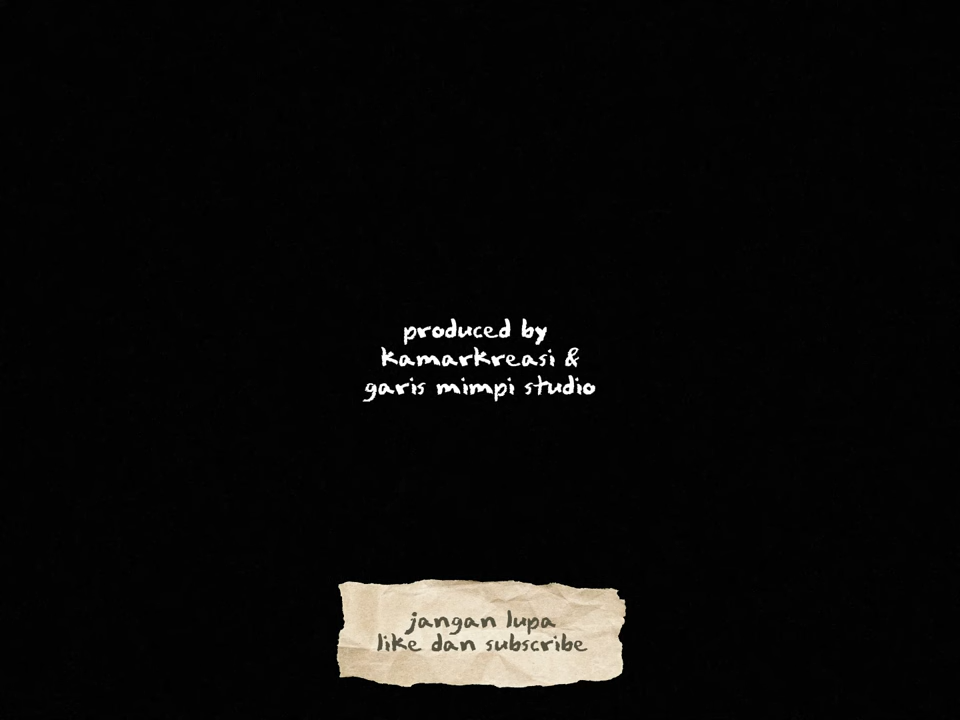 produced by
kamarkreasi &
garis mimpi studio
jangan lupa
like dan subscribe